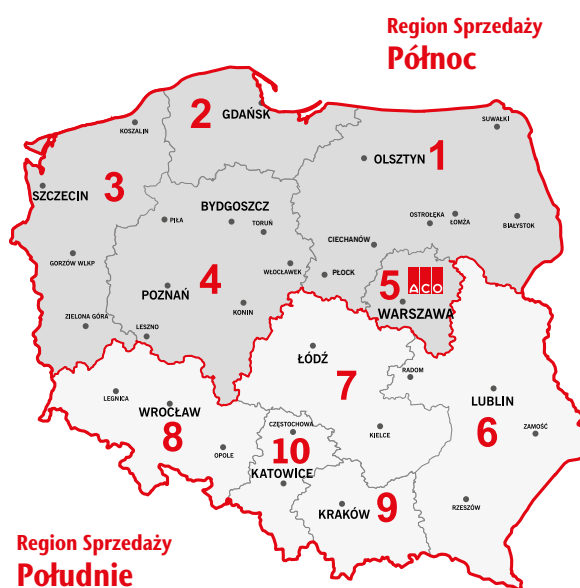 Region Sprzedaży
Północ
2
GDAŃSK
KOSZALIN
SUWAŁKI
OLSZTYN
1
SZCZECIN
3
PIŁA
BYDGOSZCZ
TORUŃ
OSTROŁĘKA
ŁOMŻA
BIAŁYSTOK
CIECHANÓW
GORZÓW WLKP
WŁOCŁAWEK
PŁOCK
POZNAŃ
4
KONIN
5
ACO
WARSZAWA
ZIELONA GÓRA
LESZNO
ŁÓDŹ
7
RADOM
LUBLIN
6
ZAMOŚĆ
LEGNICA
WROCŁAW
8
OPOLE
CZĘSTOCHOWA
10
KATOWICE
KIELCE
KRAKÓW
9
RZESZÓW
Region Sprzedaży
Południe